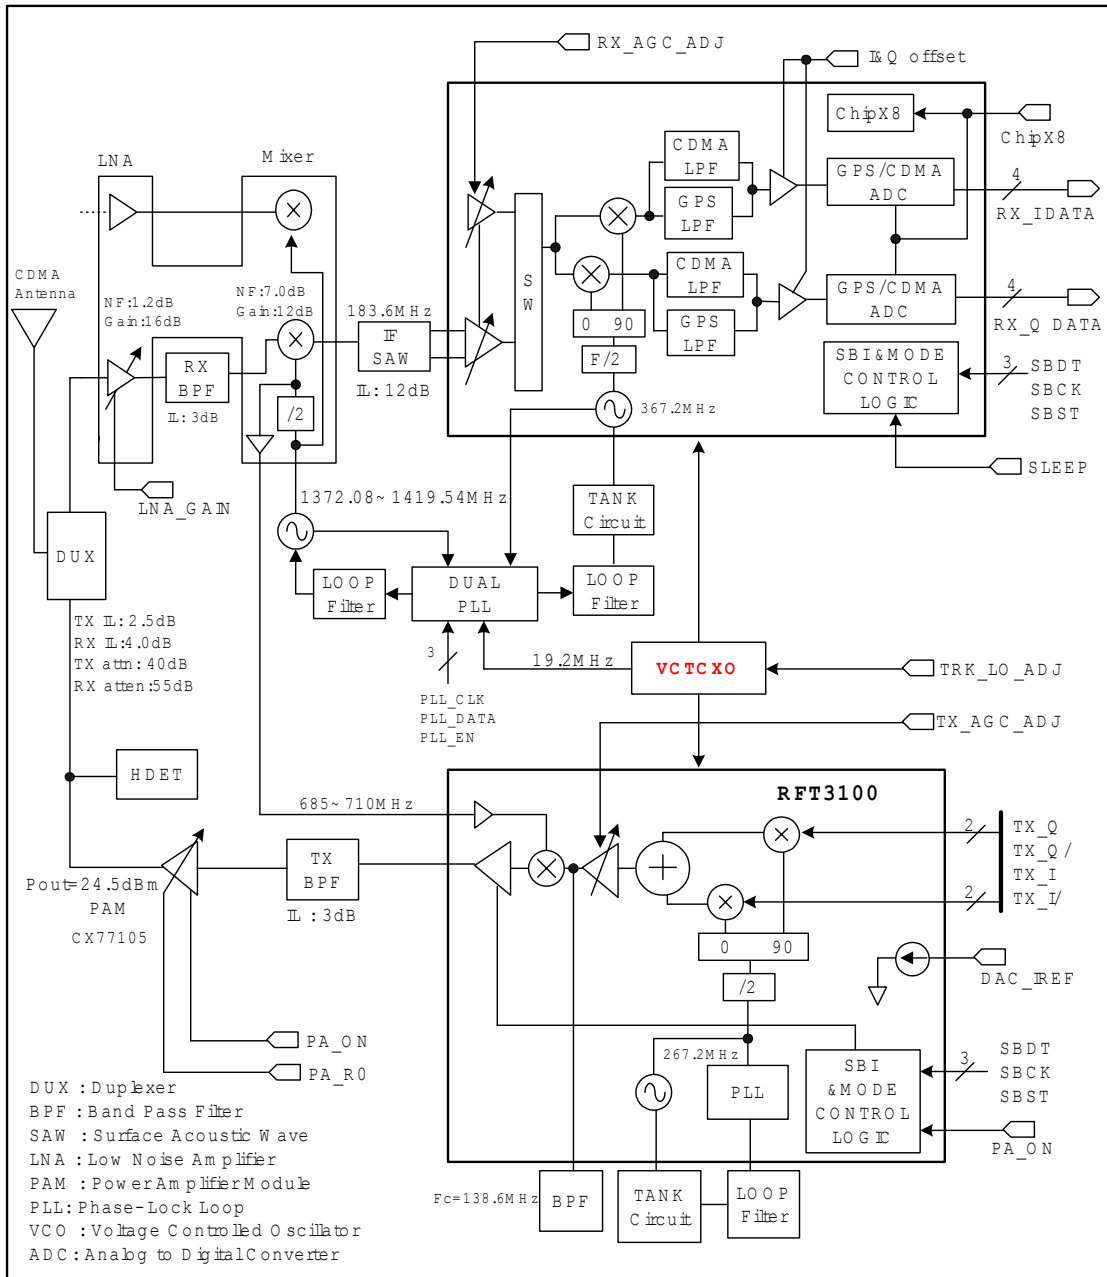 RX_AGC_ADJ
I&Q offset
ChipX8
ChipX8
CDMA
LPF
LNA
Mixer
GPS/CDMA
ADC
4
RX_IDATA
GPS
LPF
CDMA
Antenna
NF:1.2dB
Gain:16dB
NF:7.0dB
Gain:12dB
183.6MHz
IF
SAW
IL:12dB
SW
CDMA
LPF
GPS/CDMA
ADC
4
RX_Q DATA
0 90
GPS
LPF
RX
BPF
IL:3dB
/2
F/2
SBI&MODE
CONTROL
LOGIC
3
SBDT
SBCK
SBST
367.2MHz
SLEEP
LNA_GAIN
1372.08~1419.54MHz
TANK
Circuit
DUX
LOOP
Filter
DUAL
PLL
LOOP
Filter
TX IL:2.5dB
RX IL:4.0dB
TX attn:40dB
RX atten:55dB
3
19.2MHz
VCTCXO
TRK_LO_ADJ
PLL_CLK
PLL_DATA
PLL_EN
TX_AGC_ADJ
HDET
685~710MHz
RFT3100
2
TX_Q
TX_Q/
TX_I
TX_I/
2
TX
BPF
IL:3dB
Pout=24.5dBm
PAM
CX77105
0 90
/2
DAC_IREF
PA_ON
PA_R0
267.2MHz
PLL
SBI
&MODE
CONTROL
LOGIC
3
SBDT
SBCK
SBST
PA_ON
Fc=138.6MHz
BPF
TANK
Circuit
LOOP
Filter
DUX :Duplexer
BPF :Band Pass Filter
SAW :Surface Acoustic Wave
LNA :Low Noise Amplifier
PAM :Power Amplifier Module
PLL:Phase-Lock Loop
VCO :Voltage Controlled Oscillator
ADC:Analog to Digital Converter